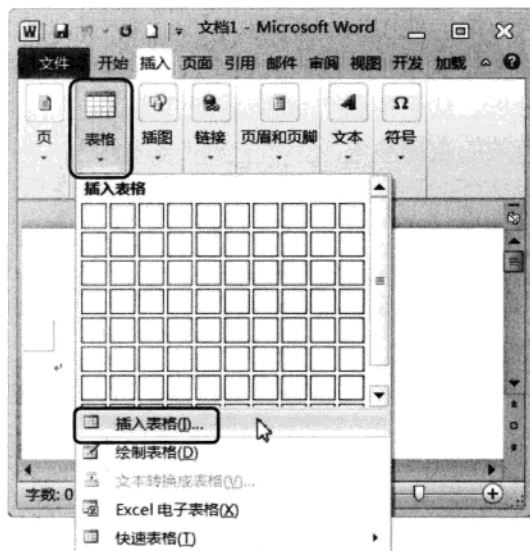 文档1 - Microsoft Word
文件 开始 插入 页面 引用 邮件 审阅 视图 开发 加载
页 表格 插图 链接 页眉和页脚 文本 符号
插入表格
插入表格(I)...
绘制表格(D)
文本转换成表格(V)...
Excel 电子表格(X)
快速表格(T)
字数: 0